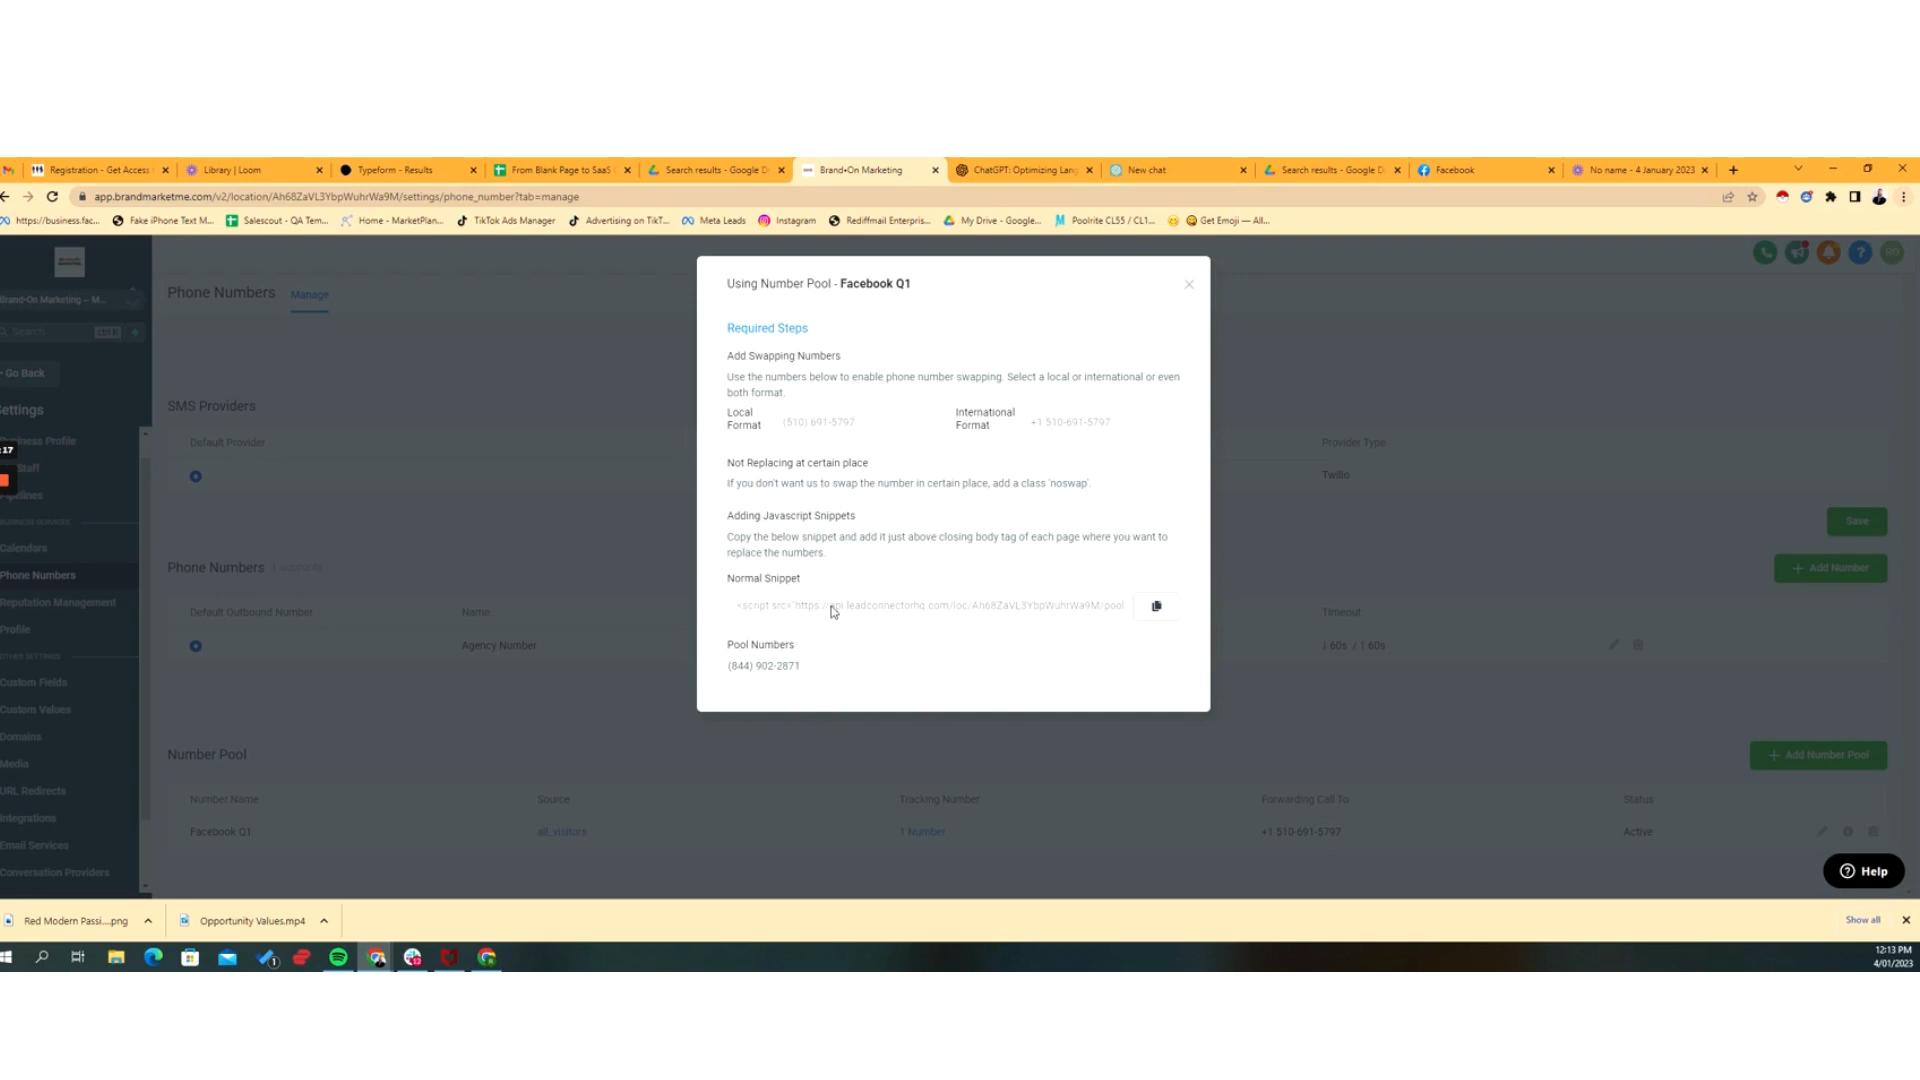 Registration - Get Access
Library | Loom
Typeform - Results
From Blank Page to SaaS
Search results - Google D
Brand•On Marketing
ChatGPT: Optimizing Lang
New chat
Search results - Google D
Facebook
No name - 4 January 2023
app.brandmarketme.com/v2/location/Ah68ZaVL3YbpWuhrWa9M/settings/phone_number?tab=manage
https://business.fac...
Fake iPhone Text M...
Salescout - QA Tem...
Home - MarketPlan...
TikTok Ads Manager
Advertising on TikT...
Meta Leads
Instagram
Rediffmail Enterpris...
My Drive - Google...
Poolrite CL55 / CL1...
Get Emoji — All...
Brand-On Marketing – M...
Search
ctrl K
Go Back
ettings
usiness Profile
:17
Staff
ipelines
BUSINESS SERVICES
Calendars
Phone Numbers
Reputation Management
Profile
OTHER SETTINGS
Custom Fields
Custom Values
Domains
Media
URL Redirects
Integrations
Email Services
Conversation Providers
Phone Numbers
Manage
SMS Providers
Default Provider
Provider Type
Twilio
Save
Phone Numbers
Add Number
Default Outbound Number
Name
Timeout
Agency Number
60s / 60s
Using Number Pool - Facebook Q1
Required Steps
Add Swapping Numbers
Use the numbers below to enable phone number swapping. Select a local or international or even
both format.
Local
Format
(510) 691-5797
International
Format
+1 510-691-5797
Not Replacing at certain place
If you don't want us to swap the number in certain place, add a class 'noswap'.
Adding Javascript Snippets
Copy the below snippet and add it just above closing body tag of each page where you want to
replace the numbers.
Normal Snippet
<script src="https://api.leadconnectorhq.com/loc/Ah68ZaVL3YbpWuhrWa9M/pool
Pool Numbers
(844) 902-2871
Number Pool
Add Number Pool
Number Name
Source
Tracking Number
Forwarding Call To
Status
Facebook Q1
all_visitors
1 Number
+1 510-691-5797
Active
Help
Red Modern Passi....png
Opportunity Values.mp4
Show all
12:13 PM
4/01/2023